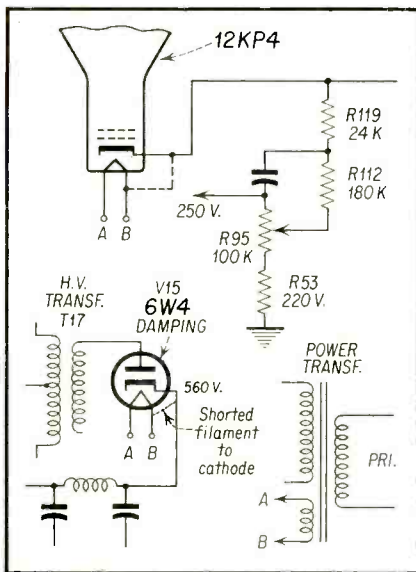 12KP4
R119
24 K
R112
180 K
250 V.
R95
100 K
R53
220 V.
A B
H.V.
TRANSF.
T17
V15
6W4
DAMPING
560 V.
Shorted
filament
to
cathode
A B
POWER
TRANSF.
PRI.
A
B